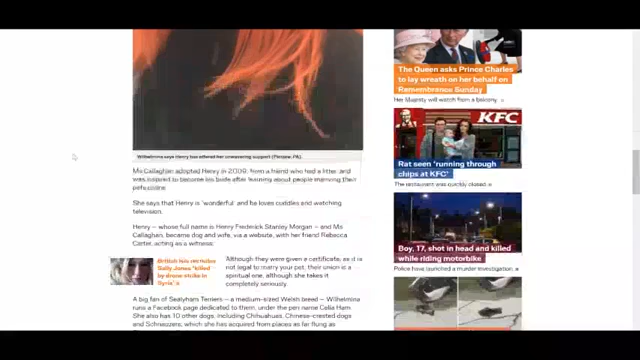 Wilhelmina says Henry has offered her unwavering support (Picture: PA)
Ms Callaghan adopted Henry in 2009, from a friend who had a litter and
was inspired to become his bride after learning about people marrying their
pets online.
She says that Henry is 'wonderful' and he loves cuddles and watching
television.
Henry – whose full name is Henry Frederick Stanley Morgan – and Ms
Callaghan, became dog and wife, via a website, with her friend Rebecca
Carter, acting as a witness.
British
Sally Jones 'killed
by drone strike in
Syria'
Although they were given a certificate, as it is
not legal to marry your pet, their union is a
spiritual one, although she takes it
completely seriously.
A big fan of Sealyham Terriers – a medium-sized Welsh breed – Wilhelmina
runs a Facebook page dedicated to them, under the pen name Celia Ham.
She also has 10 other dogs, including Chihuahuas, Chinese-crested dogs
and Schnauzers, which she has acquired from places as far flung as
The Queen asks Prince Charles
to lay wreath on her behalf on
Remembrance Sunday
Her Majesty will watch from a balcony.
KFC
Rat seen 'running through
chips at KFC'
The restaurant was quickly closed.
Boy, 17, shot in head and killed
while riding motorbike
Police have launched a murder investigation.